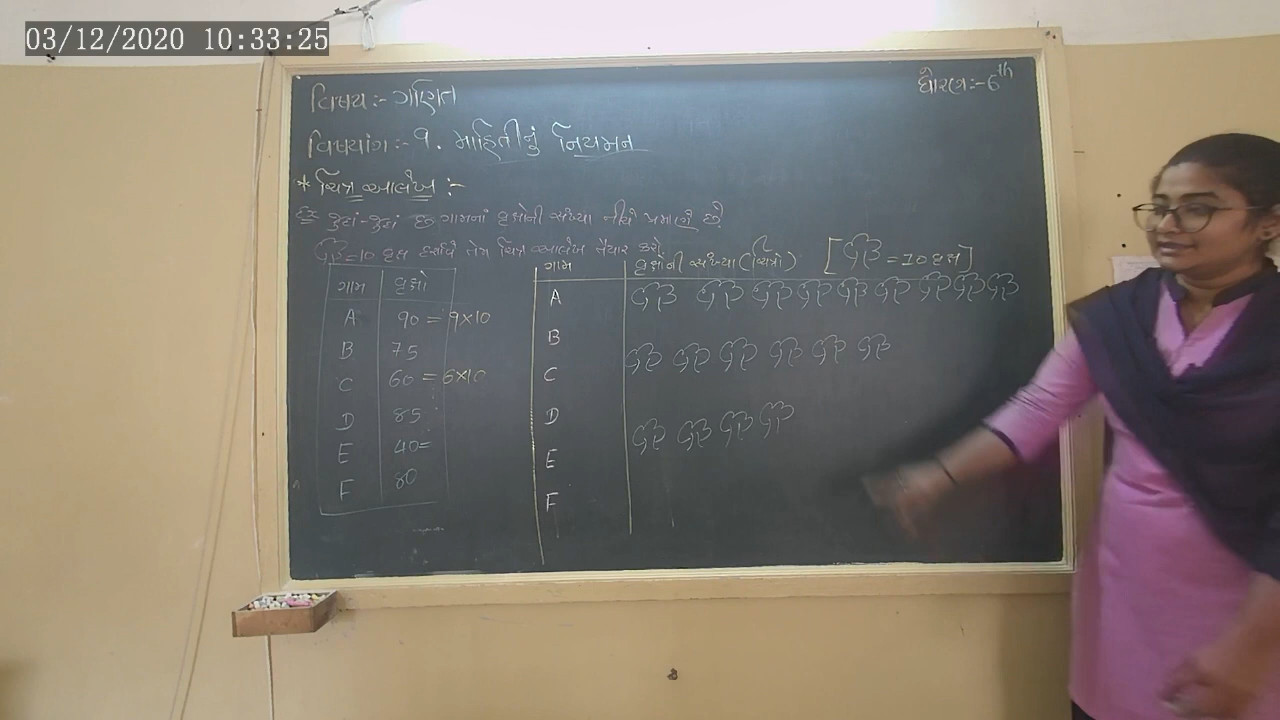 03/12/2020 10:33:25
વિષય:- ગણિત
ધોરણ:- 6th
વિષયાંગ:- ૧. માહિતીનું નિયમન
* ચિત્ર આલેખ :-
જુદાં-જુદાં છ ગામનાં વૃક્ષોની સંખ્યા નીચે પ્રમાણે છે.
=10 વૃક્ષ દર્શાવે તેમ ચિત્ર આલેખ તૈયાર કરો.
ગામ વૃક્ષો
A 90 = 9×10
B 75
C 60 = 6×10
D 85
E 40=
F 80
ગામ વૃક્ષોની સંખ્યા (ચિત્રો) [ = 10 વૃક્ષ ]
A
B
C
D
E
F